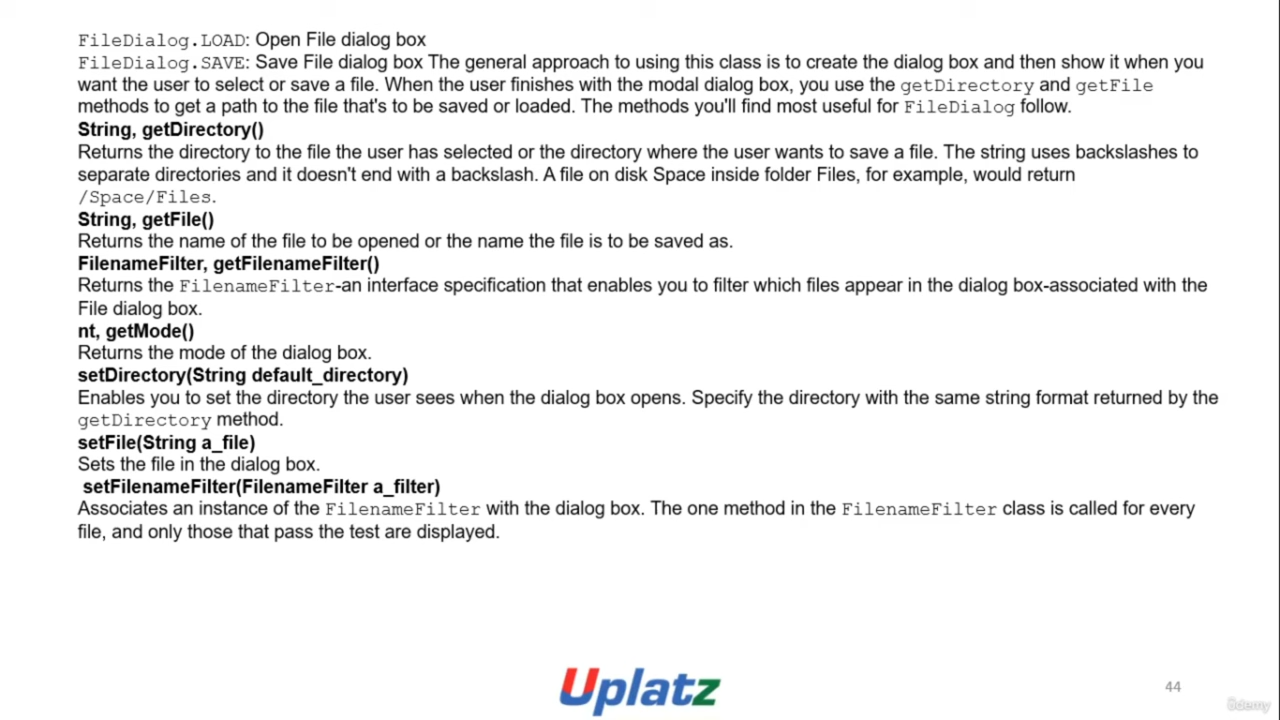 FileDialog.LOAD: Open File dialog box
FileDialog.SAVE: Save File dialog box The general approach to using this class is to create the dialog box and then show it when you
want the user to select or save a file. When the user finishes with the modal dialog box, you use the getDirectory and getFile
methods to get a path to the file that's to be saved or loaded. The methods you'll find most useful for FileDialog follow.
String, getDirectory()
Returns the directory to the file the user has selected or the directory where the user wants to save a file. The string uses backslashes to
separate directories and it doesn't end with a backslash. A file on disk Space inside folder Files, for example, would return
/Space/Files.
String, getFile()
Returns the name of the file to be opened or the name the file is to be saved as.
FilenameFilter, getFilenameFilter()
Returns the FilenameFilter-an interface specification that enables you to filter which files appear in the dialog box-associated with the
File dialog box.
nt, getMode()
Returns the mode of the dialog box.
setDirectory(String default_directory)
Enables you to set the directory the user sees when the dialog box opens. Specify the directory with the same string format returned by the
getDirectory method.
setFile(String a_file)
Sets the file in the dialog box.
setFilenameFilter(FilenameFilter a_filter)
Associates an instance of the FilenameFilter with the dialog box. The one method in the FilenameFilter class is called for every
file, and only those that pass the test are displayed.
Uplatz
44
ûdemy